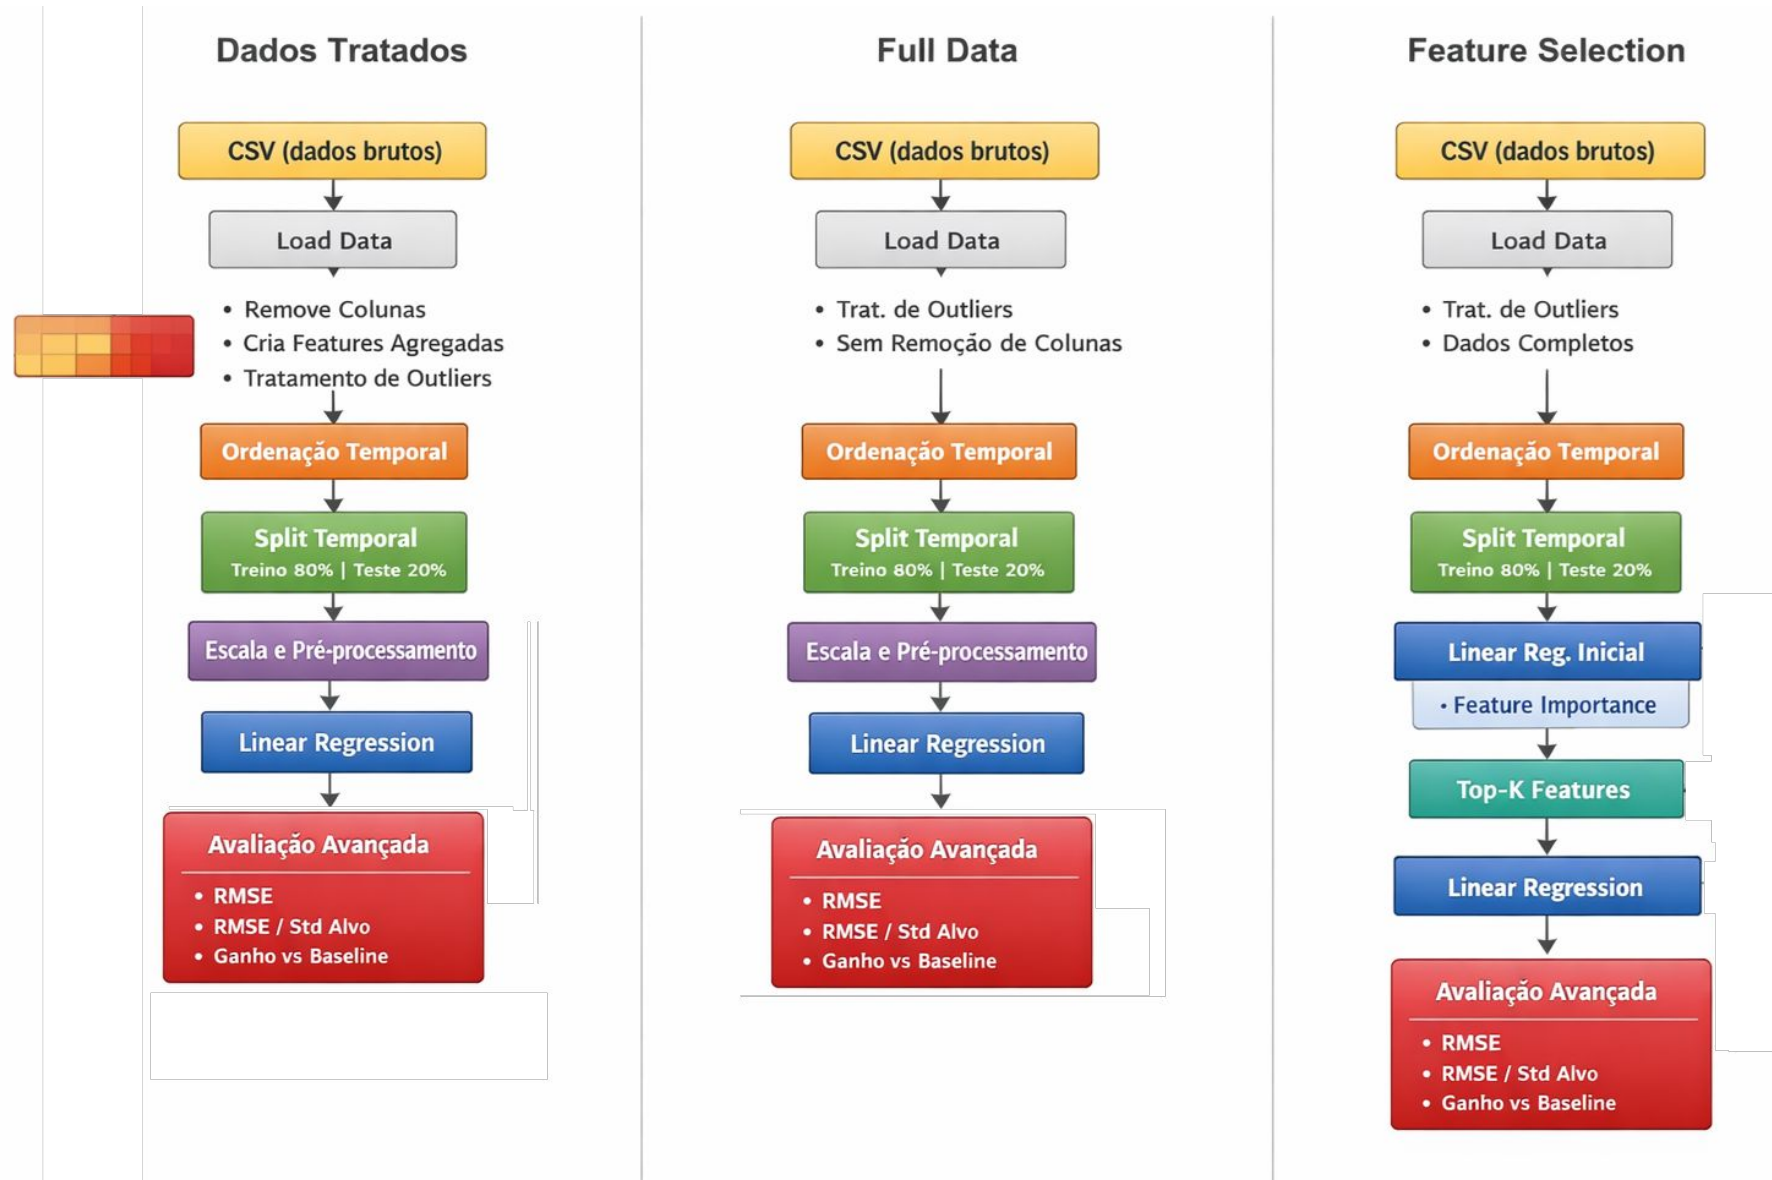 Dados Tratados
CSV (dados brutos)
Load Data
• Remove Colunas
• Cria Features Agregadas
• Tratamento de Outliers
Ordenação Temporal
Split Temporal
Treino 80% | Teste 20%
Escala e Pré-processamento
Linear Regression
Avaliação Avançada
• RMSE
• RMSE / Std Alvo
• Ganho vs Baseline
Full Data
CSV (dados brutos)
Load Data
• Trat. de Outliers
• Sem Remoção de Colunas
Ordenação Temporal
Split Temporal
Treino 80% | Teste 20%
Escala e Pré-processamento
Linear Regression
Avaliação Avançada
• RMSE
• RMSE / Std Alvo
• Ganho vs Baseline
Feature Selection
CSV (dados brutos)
Load Data
• Trat. de Outliers
• Dados Completos
Ordenação Temporal
Split Temporal
Treino 80% | Teste 20%
Linear Reg. Inicial
• Feature Importance
Top-K Features
Linear Regression
Avaliação Avançada
• RMSE
• RMSE / Std Alvo
• Ganho vs Baseline